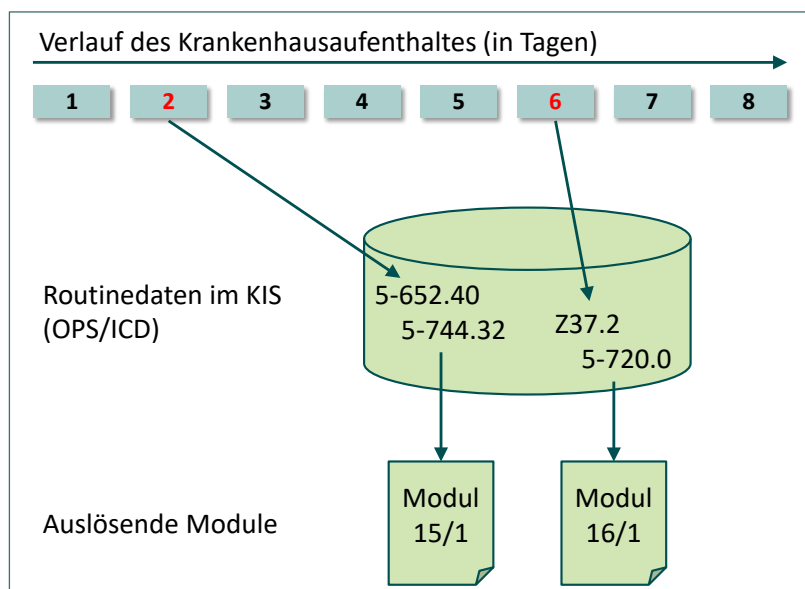 Verlauf des Krankenhausaufenthaltes (in Tagen)
1 2 3 4 5 6 7 8
Routinedaten im KIS
(OPS/ICD)
5-652.40
5-744.32
Z37.2
5-720.0
Auslösende Module
Modul
15/1
Modul
16/1